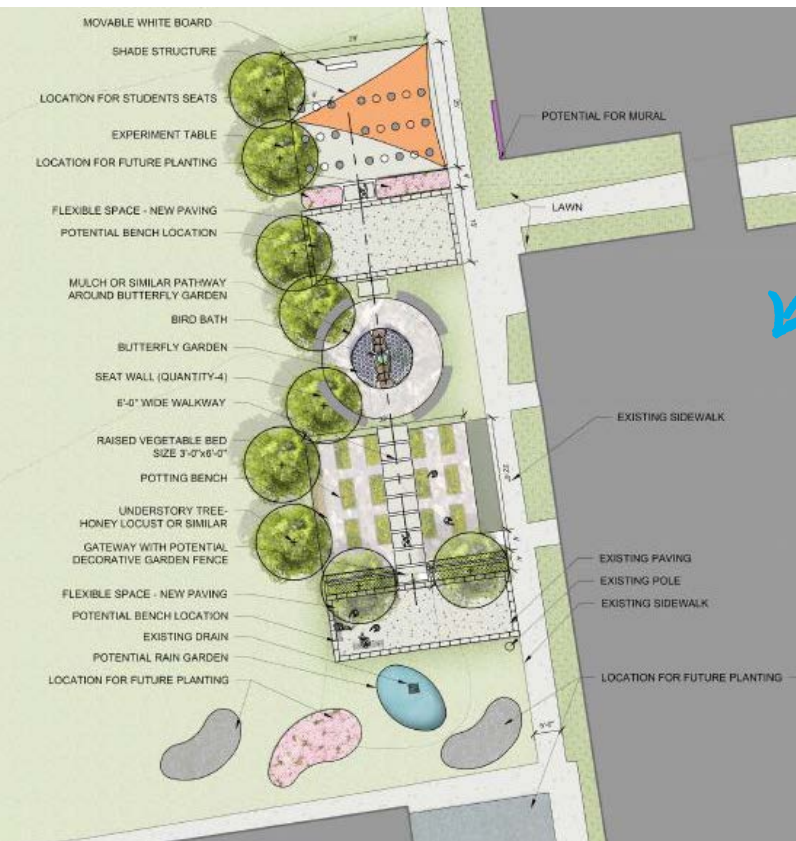 MOVABLE WHITE BOARD
SHADE STRUCTURE
LOCATION FOR STUDENTS SEATS
EXPERIMENT TABLE
LOCATION FOR FUTURE PLANTING
FLEXIBLE SPACE - NEW PAVING
POTENTIAL BENCH LOCATION
MULCH OR SIMILAR PATHWAY
AROUND BUTTERFLY GARDEN
BIRD BATH
BUTTERFLY GARDEN
SEAT WALL (QUANTITY-4)
6'-0" WIDE WALKWAY
RAISED VEGETABLE BED
SIZE 3'-0"x6'-0"
POTTING BENCH
UNDERSTORY TREE-
HONEY LOCUST OR SIMILAR
GATEWAY WITH POTENTIAL
DECORATIVE GARDEN FENCE
FLEXIBLE SPACE - NEW PAVING
POTENTIAL BENCH LOCATION
EXISTING DRAIN
POTENTIAL RAIN GARDEN
LOCATION FOR FUTURE PLANTING
POTENTIAL FOR MURAL
LAWN
EXISTING SIDEWALK
EXISTING PAVING
EXISTING POLE
EXISTING SIDEWALK
LOCATION FOR FUTURE PLANTING